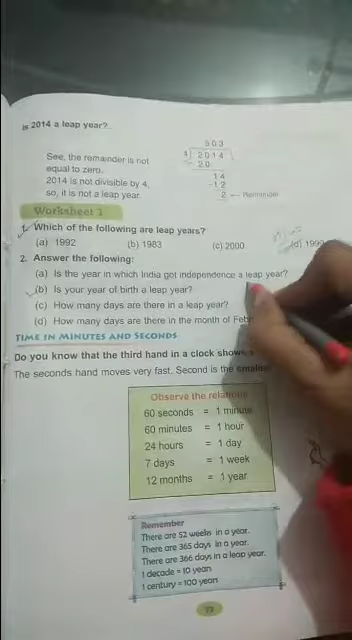 is 2014 a leap year?
503
4 2014
20
14
-12
2 — Remainder
See, the remainder is not
equal to zero.
2014 is not divisible by 4,
so, it is not a leap year.
Worksheet 1
1. Which of the following are leap years?
(a) 1992 (b) 1983 (c) 2000 (d) 1999
2. Answer the following:
(a) Is the year in which India got independence a leap year?
(b) Is your year of birth a leap year?
(c) How many days are there in a leap year?
(d) How many days are there in the month of
TIME IN MINUTES AND SECONDS
Do you know that the third hand in a clock shows
The seconds hand moves very fast. Second is the
Observe the relations
60 seconds = 1 minute
60 minutes = 1 hour
24 hours = 1 day
7 days = 1 week
12 months = 1 year
Remember
There are 52 weeks in a year.
There are 365 days in a year.
There are 366 days in a leap year.
1 decade = 10 years
1 century = 100 years